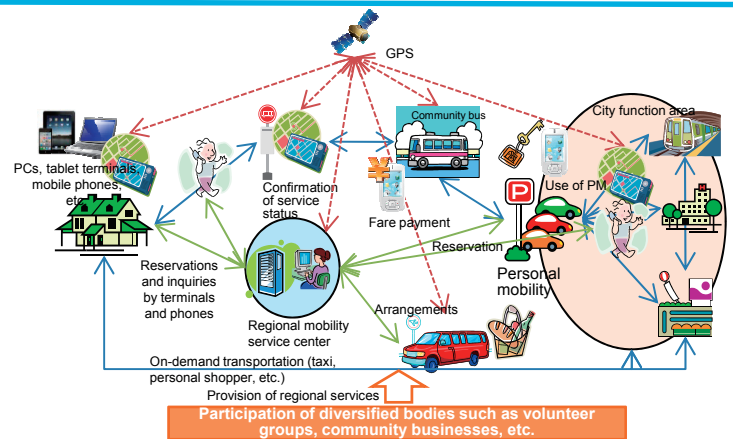 GPS
City function area
Community bus
PCs, tablet terminals,
mobile phones,
etc.
Confirmation
of service
status
¥
Fare payment
P
Use of PM
Reservation
Personal
mobility
Reservations
and inquiries
by terminals
and phones
Regional mobility
service center
Arrangements
On-demand transportation (taxi,
personal shopper, etc.)
Provision of regional services
Participation of diversified bodies such as volunteer
groups, community businesses, etc.